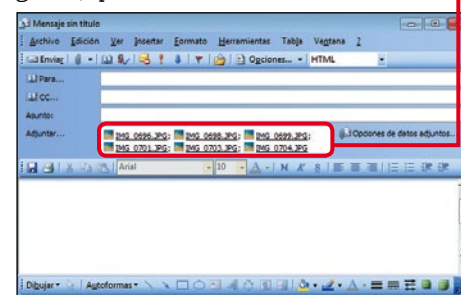 Mensaje sin título
Archivo Edición Ver Insertar Formato Herramientas Tabla Ventana ?
Enviar Opciones... HTML
Para...
CC...
Asunto:
Adjuntar... IMG_0696.JPG; IMG_0698.JPG; IMG_0699.JPG; Opciones de datos adjuntos...
IMG_0701.JPG; IMG_0703.JPG; IMG_0704.JPG
Arial 10 A N K S
Dibujar Autoformas